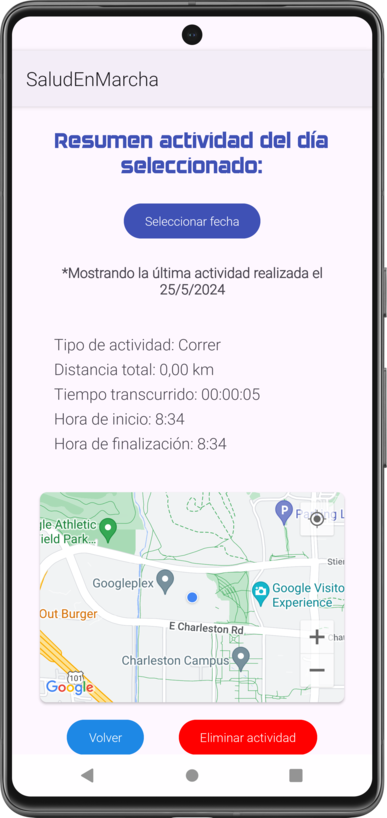 SaludEnMarcha
Resumen actividad del día
seleccionado:
Seleccionar fecha
*Mostrando la última actividad realizada el
25/5/2024
Tipo de actividad: Correr
Distancia total: 0,00 km
Tiempo transcurrido: 00:00:05
Hora de inicio: 8:34
Hora de finalización: 8:34
P
gle Athletic
ield Park...
Stier
Googleplex
Google Visito
Experience
Out Burger
E Charleston Rd
Cha
+
Charleston Campus
−
101
Google
Volver
Eliminar actividad